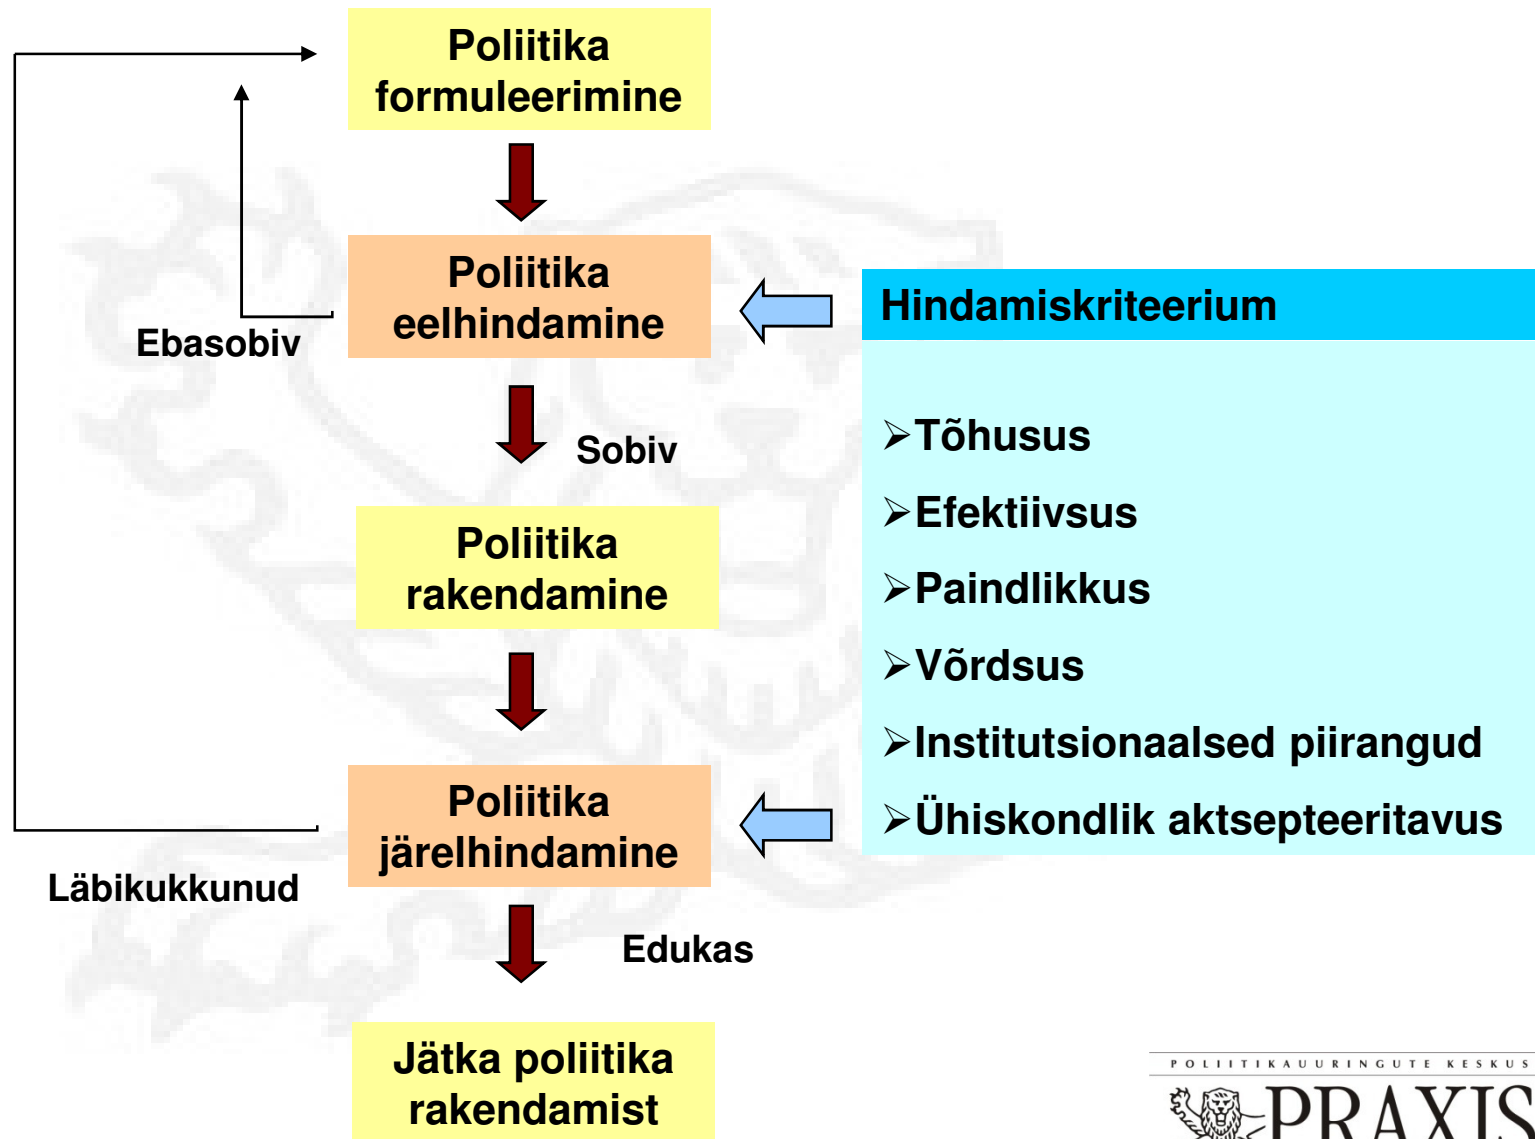 Poliitika
formuleerimine
Poliitika
eelhindamine
Ebasobiv
Sobiv
Poliitika
rakendamine
Poliitika
järelhindamine
Läbikukkunud
Edukas
Jätka poliitika
rakendamist
Hindamiskriteerium
➢Tõhusus
➢Efektiivsus
➢Paindlikkus
➢Võrdsus
➢Institutsionaalsed piirangud
➢Ühiskondlik aktsepteeritavus
POLIITIKAUURINGUTE KESKUS
PRAXIS